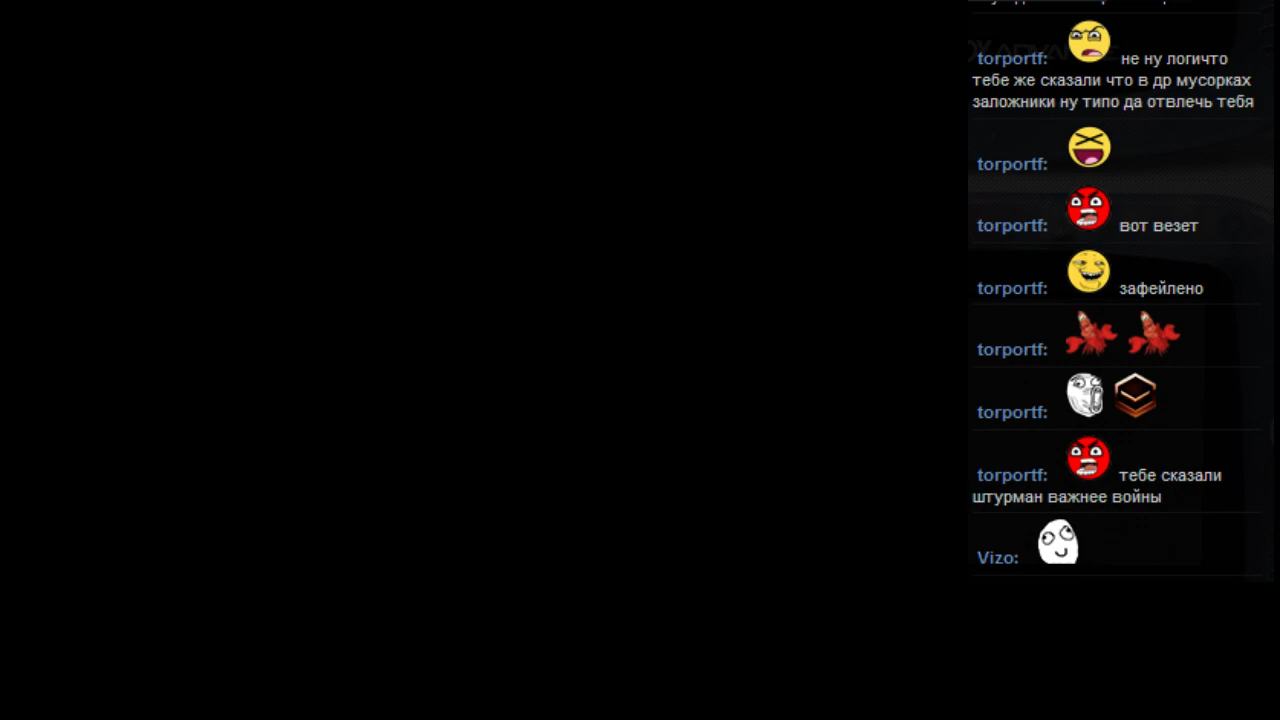 torportf: не ну логичто
тебе же сказали что в др мусорках
заложники ну типо да отвлечь тебя
torportf:
torportf: вот везет
torportf: зафейлено
torportf:
torportf:
torportf: тебе сказали
штурман важнее войны
Vizo: